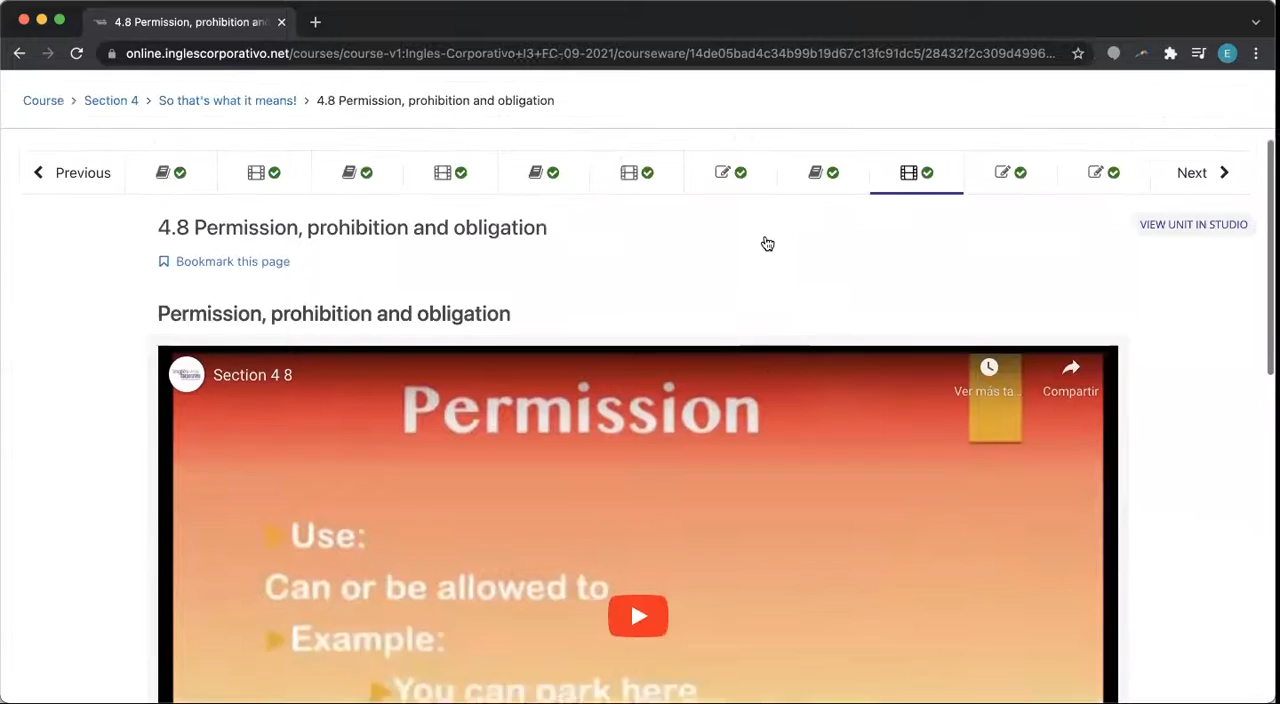 4.8 Permission, prohibition an
online.inglescorporativo.net/courses/course-v1:Ingles-Corporativo+I3+FC-09-2021/courseware/14de05bad4c34b99b19d67c13fc91dc5/28432f2c309d4996...
E
Course > Section 4 > So that's what it means! > 4.8 Permission, prohibition and obligation
Previous
Next
4.8 Permission, prohibition and obligation
VIEW UNIT IN STUDIO
Bookmark this page
Permission, prohibition and obligation
Section 4 8
Ver más ta...
Compartir
Permission
Use:
Can or be allowed to
Example:
You can park here